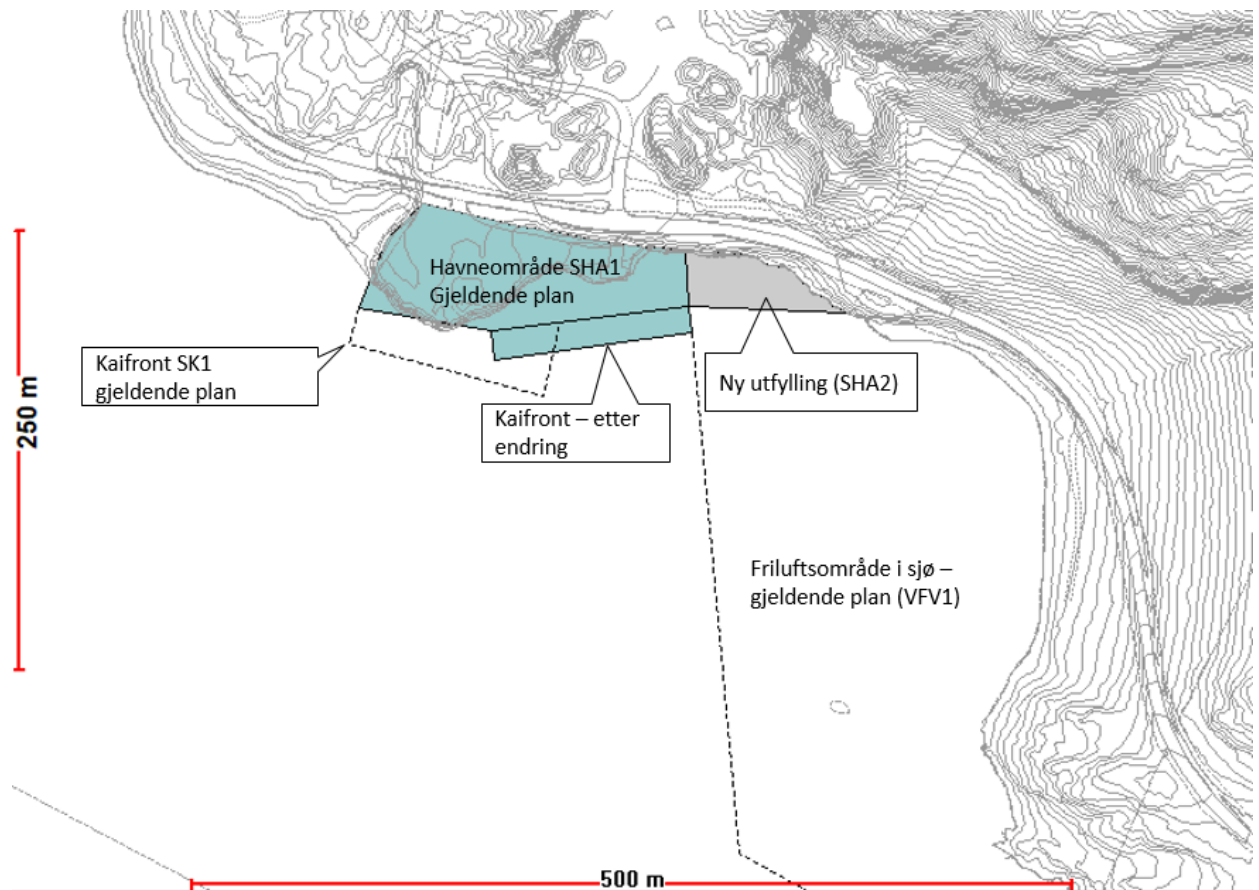 Havneområde SHA1
Gjeldende plan
Kaifront SK1
gjeldende plan
Kaifront – etter
endring
Ny utfylling (SHA2)
250 m
Friluftsområde i sjø –
gjeldende plan (VFV1)
500 m